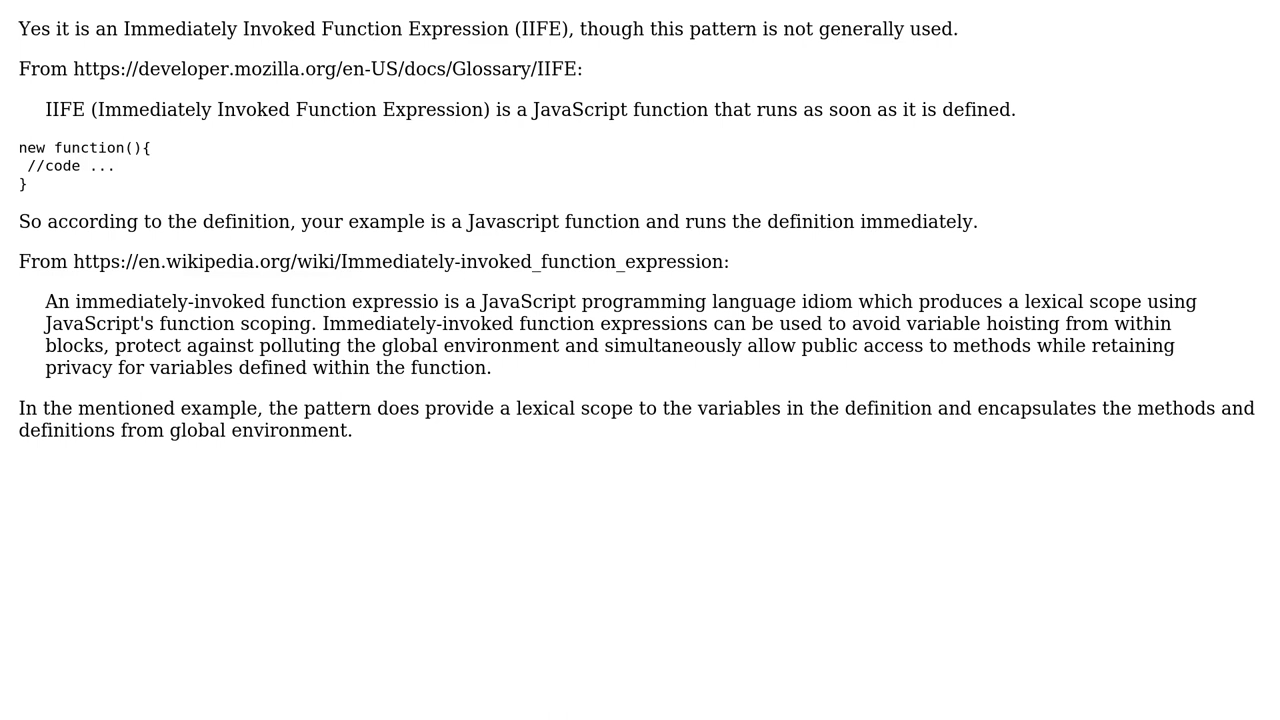 Yes it is an Immediately Invoked Function Expression (IIFE), though this pattern is not generally used.
From https://developer.mozilla.org/en-US/docs/Glossary/IIFE:
IIFE (Immediately Invoked Function Expression) is a JavaScript function that runs as soon as it is defined.
new function(){
 //code ...
}
So according to the definition, your example is a Javascript function and runs the definition immediately.
From https://en.wikipedia.org/wiki/Immediately-invoked_function_expression:
An immediately-invoked function expressio is a JavaScript programming language idiom which produces a lexical scope using
JavaScript's function scoping. Immediately-invoked function expressions can be used to avoid variable hoisting from within
blocks, protect against polluting the global environment and simultaneously allow public access to methods while retaining
privacy for variables defined within the function.
In the mentioned example, the pattern does provide a lexical scope to the variables in the definition and encapsulates the methods and
definitions from global environment.